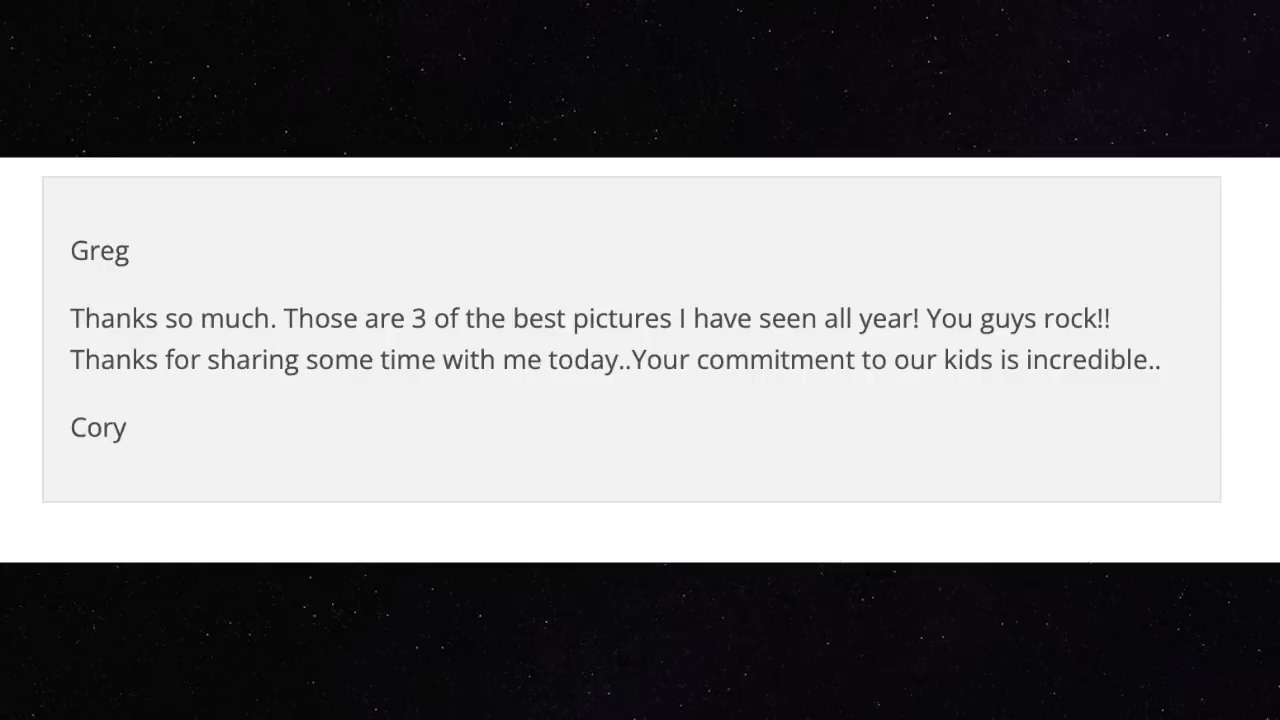 Greg
Thanks so much. Those are 3 of the best pictures I have seen all year! You guys rock!!
Thanks for sharing some time with me today..Your commitment to our kids is incredible..
Cory